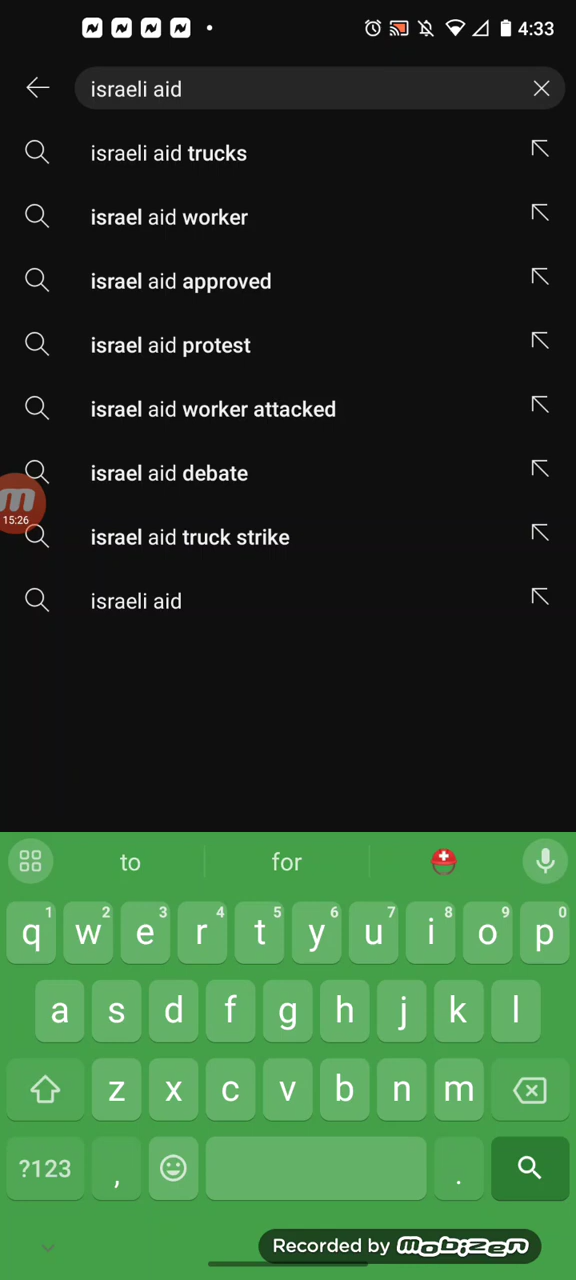 4:33
israeli aid
israeli aid trucks
israel aid worker
israel aid approved
israel aid protest
israel aid worker attacked
israel aid debate
15:26
israel aid truck strike
israeli aid
to for
1 2 3 4 5 6 7 8 9 0
q w e r t y u i o p
a s d f g h j k l
z x c v b n m
?123 , .
Recorded by mobizen